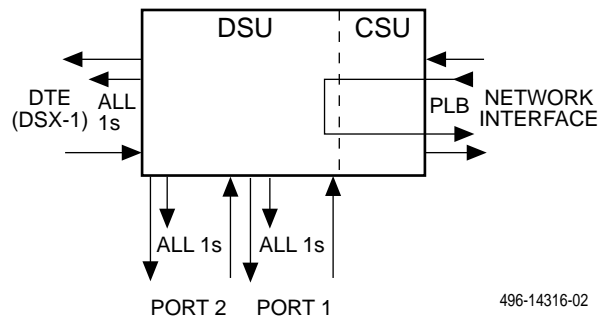 DSU
CSU
DTE
(DSX-1)
ALL
1s
PLB
NETWORK
INTERFACE
ALL 1s
ALL 1s
PORT 2
PORT 1
496-14316-02